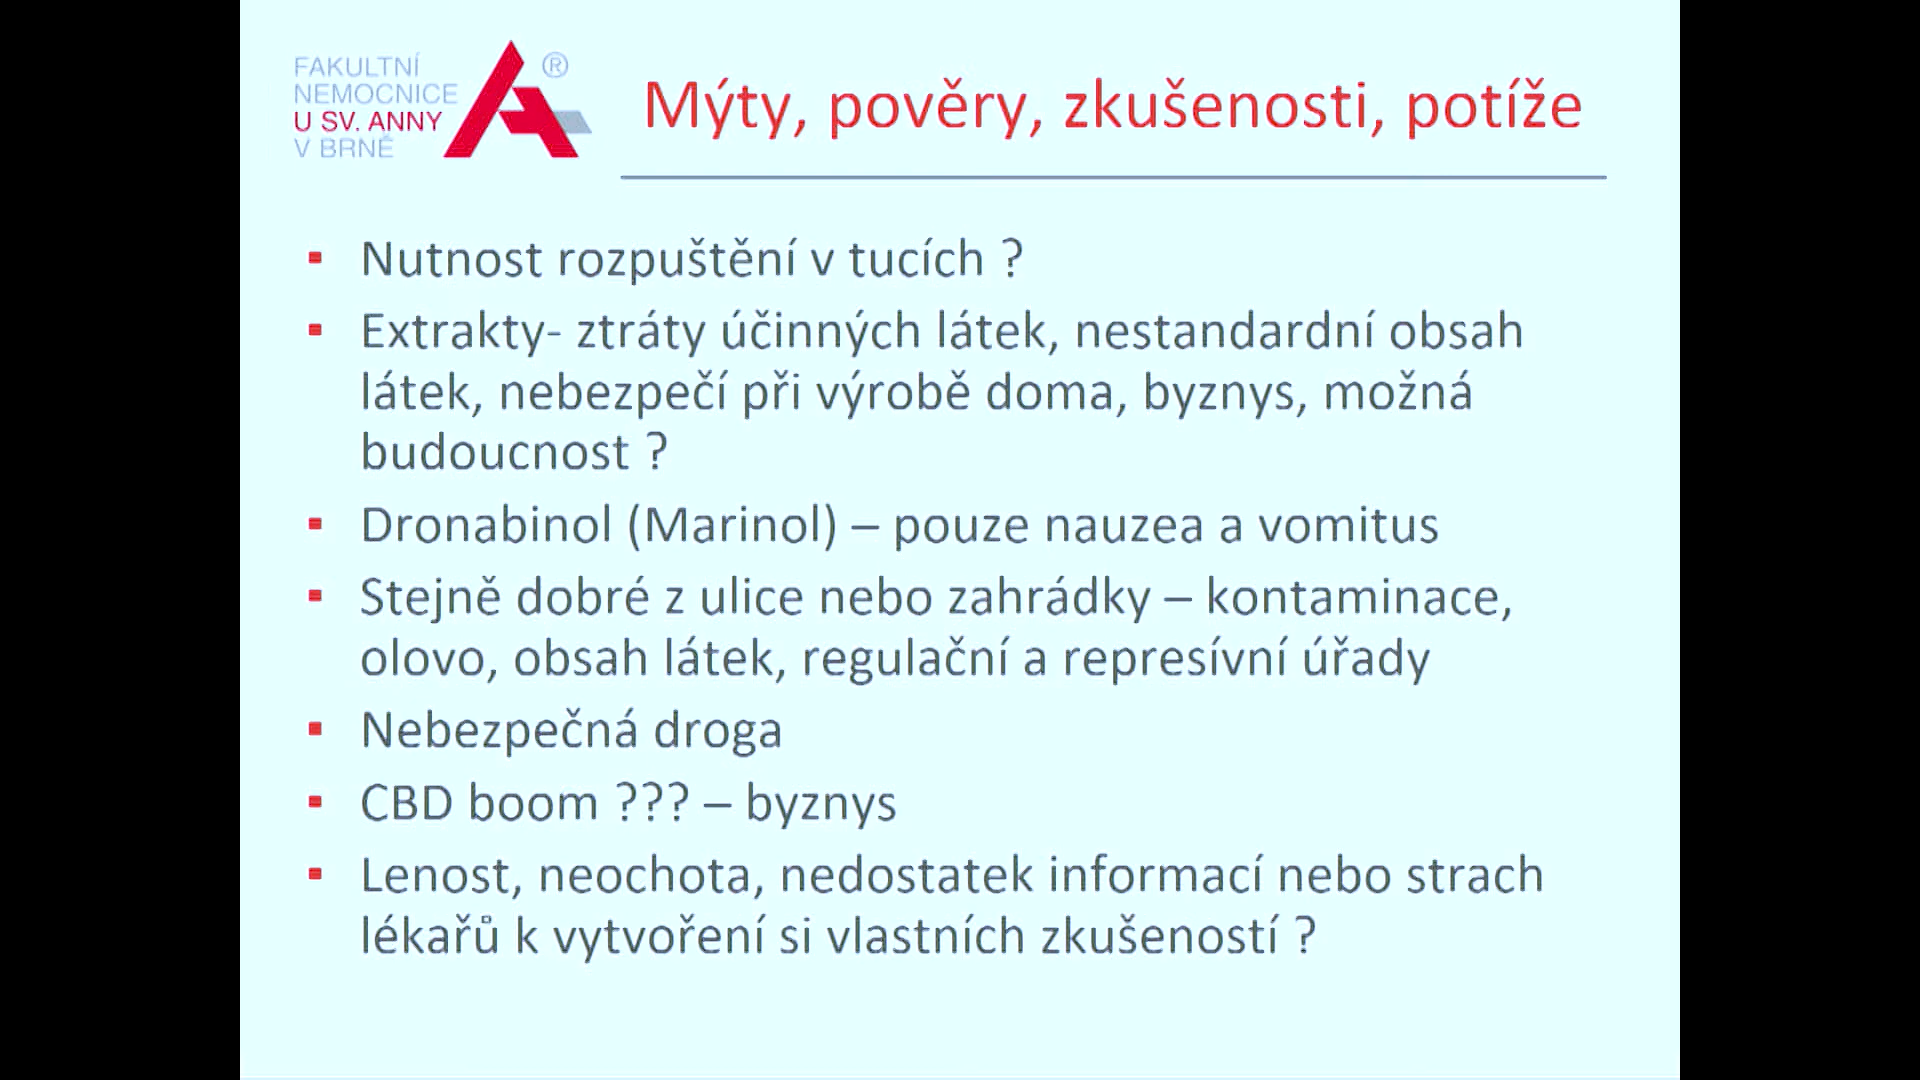 FAKULTNÍ
NEMOCNICE
U SV. ANNY
V BRNĚ
®
Mýty, pověry, zkušenosti, potíže
▪ Nutnost rozpuštění v tucích ?
▪ Extrakty- ztráty účinných látek, nestandardní obsah
látek, nebezpečí při výrobě doma, byznys, možná
budoucnost ?
▪ Dronabinol (Marinol) – pouze nauzea a vomitus
▪ Stejně dobré z ulice nebo zahrádky – kontaminace,
olovo, obsah látek, regulační a represívní úřady
▪ Nebezpečná droga
▪ CBD boom ??? – byznys
▪ Lenost, neochota, nedostatek informací nebo strach
lékařů k vytvoření si vlastních zkušeností ?